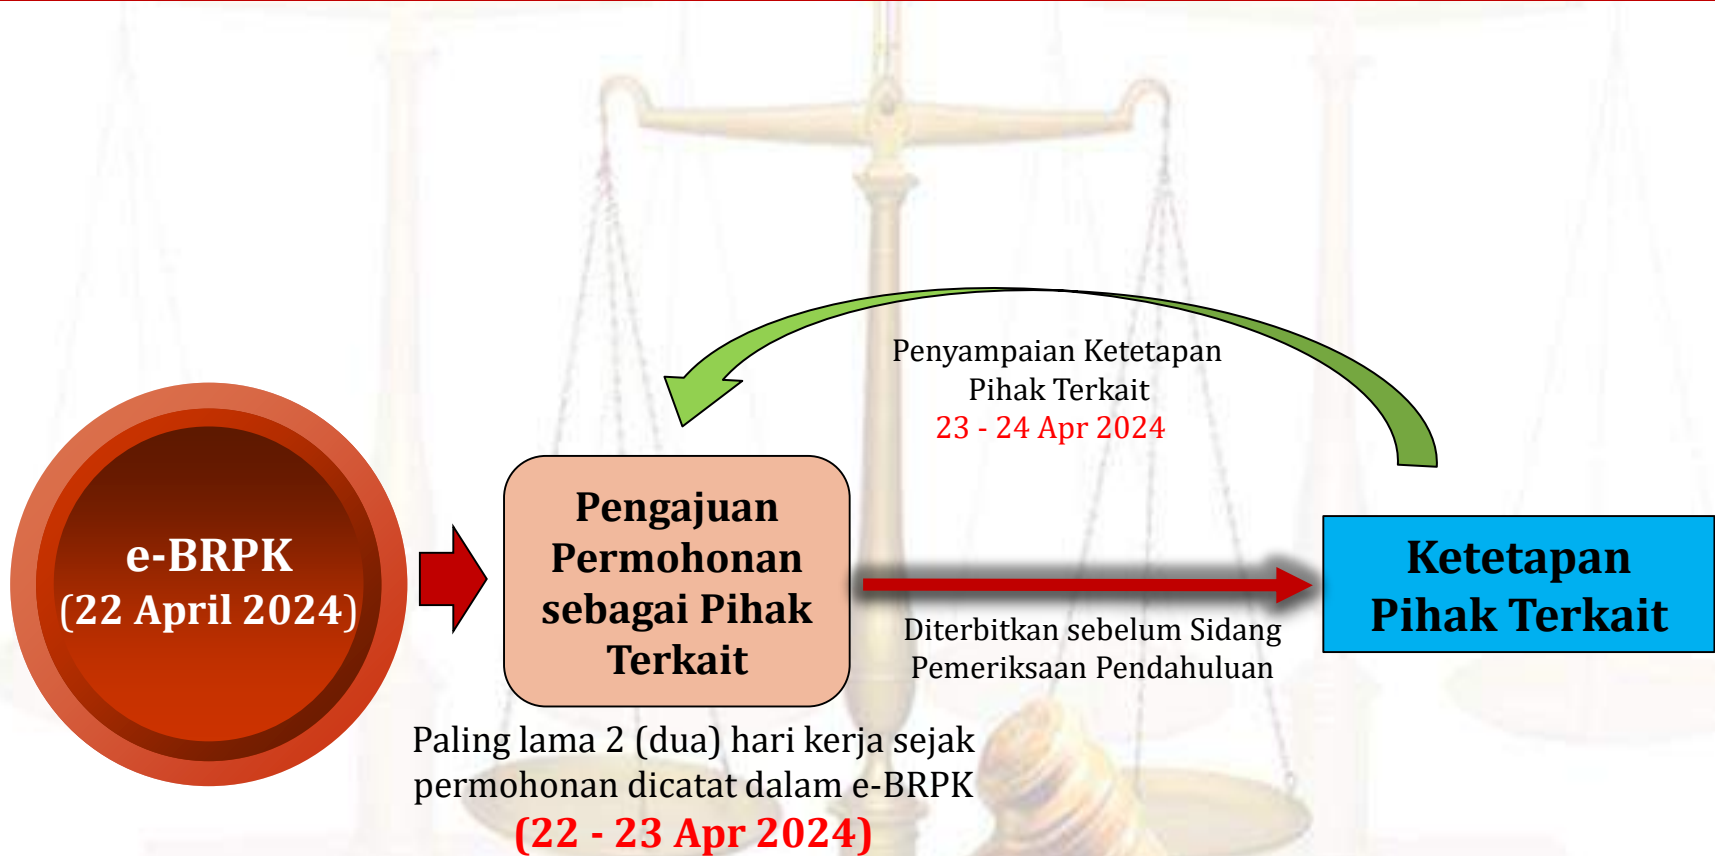 e-BRPK
(22 April 2024)
Pengajuan
Permohonan
sebagai Pihak
Terkait
Paling lama 2 (dua) hari kerja sejak
permohonan dicatat dalam e-BRPK
(22 - 23 Apr 2024)
Penyampaian Ketetapan
Pihak Terkait
23 - 24 Apr 2024
Diterbitkan sebelum Sidang
Pemeriksaan Pendahuluan
Ketetapan
Pihak Terkait